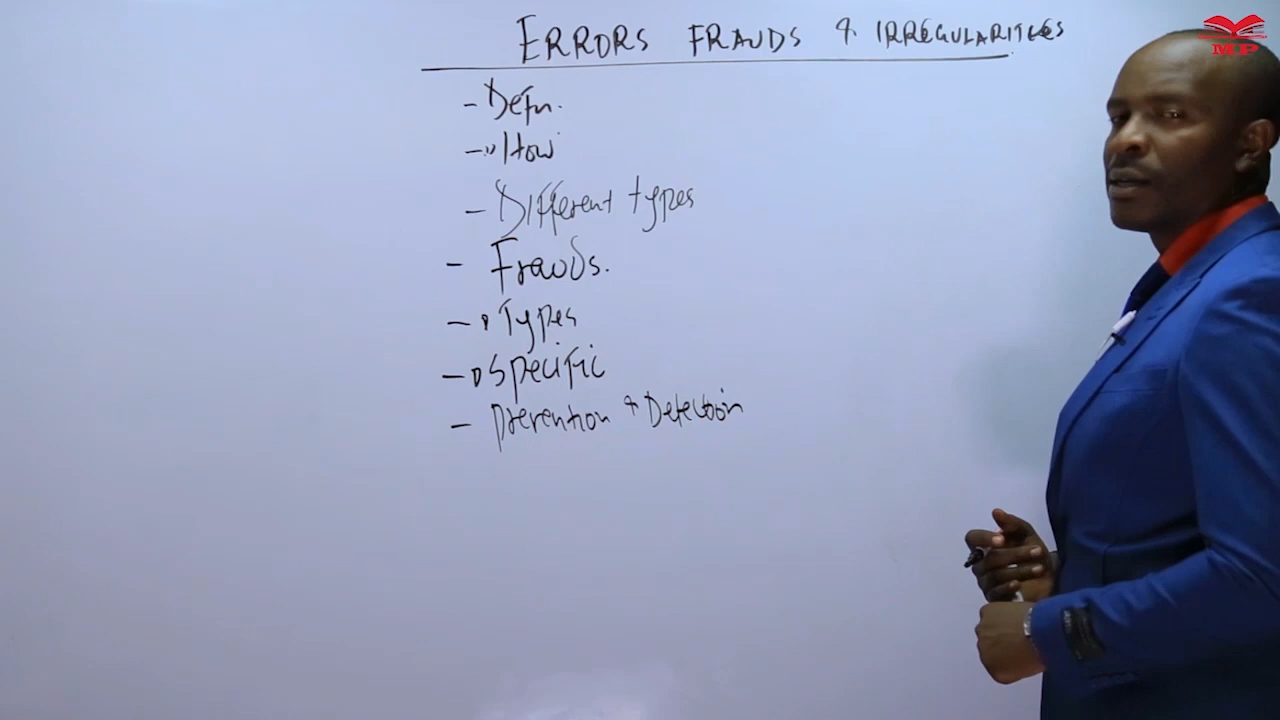 ERRORS FRAUDS & IRREGULARITIES
MP
- Defn.
- " How
- Different types
- Frauds.
- " Types
- " Specific
- Prevention & Detection